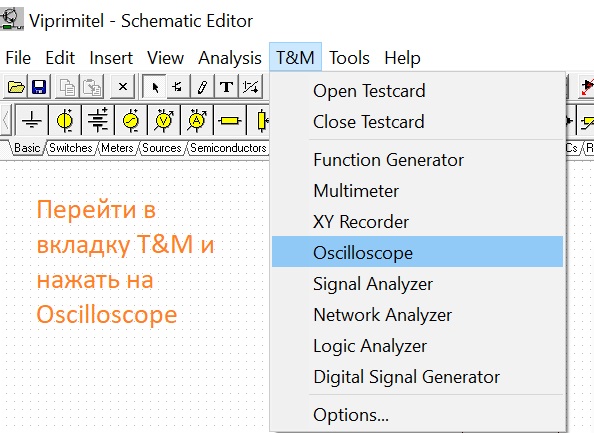 Viprimitel - Schematic Editor
File Edit Insert View Analysis T&M Tools Help
T
Basic Switches Meters Sources Semiconductors
Open Testcard
Close Testcard
Function Generator
Multimeter
XY Recorder
Oscilloscope
Signal Analyzer
Network Analyzer
Logic Analyzer
Digital Signal Generator
Options...
Перейти в
вкладку T&M и
нажать на
Oscilloscope